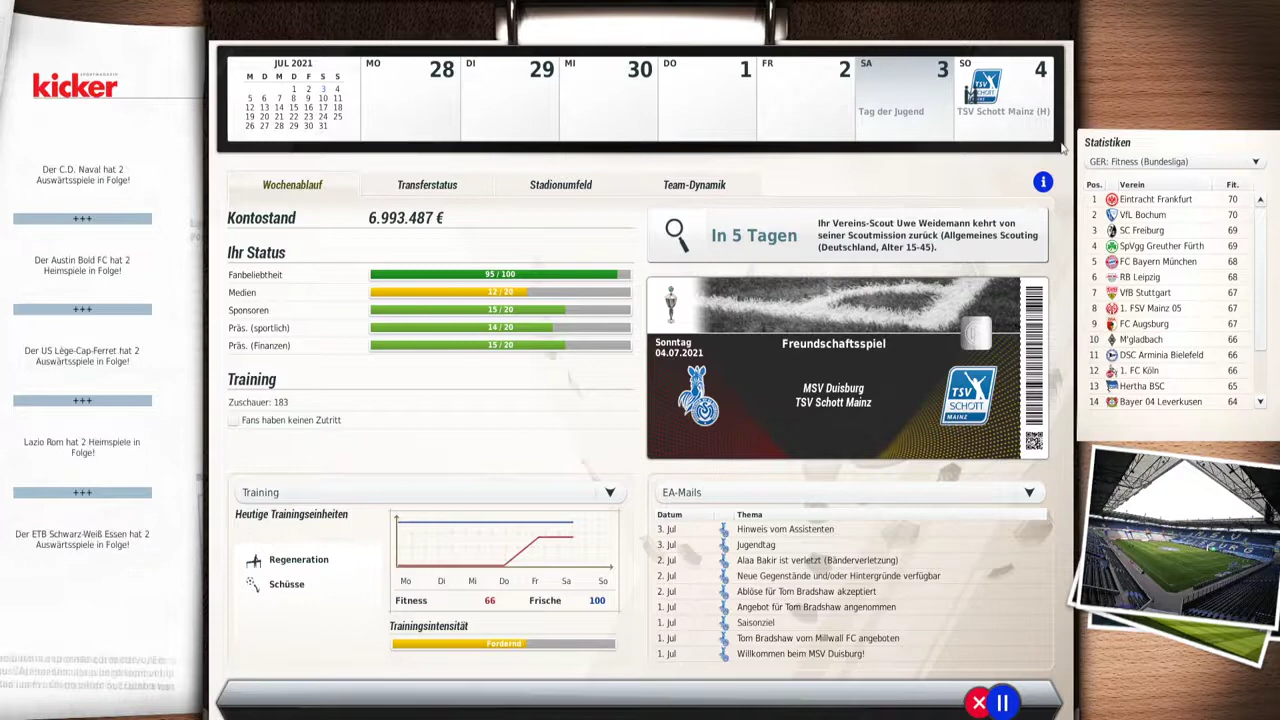 kicker
SPORTMAGAZIN
Der C.D. Naval hat 2
Auswärtsspiele in Folge!
+++
Der Austin Bold FC hat 2
Heimspiele in Folge!
+++
Der US Lége-Cap-Ferret hat 2
Auswärtsspiele in Folge!
+++
Lazio Rom hat 2 Heimspiele in
Folge!
+++
Der ETB Schwarz-Weiß Essen hat 2
Auswärtsspiele in Folge!
JUL 2021
M D M D F S S
1 2 3 4
5 6 7 8 9 10 11
12 13 14 15 16 17 18
19 20 21 22 23 24 25
26 27 28 29 30 31
MO 28
DI 29
MI 30
DO 1
FR 2
SA 3
Tag der Jugend
SO 4
TSV SCHOTT
TSV Schott Mainz (H)
Wochenablauf
Transferstatus
Stadionumfeld
Team-Dynamik
i
Kontostand 6.993.487 €
Ihr Status
Fanbeliebtheit 95 / 100
Medien 12 / 20
Sponsoren 15 / 20
Präs. (sportlich) 14 / 20
Präs. (Finanzen) 15 / 20
Training
Zuschauer: 183
Fans haben keinen Zutritt
In 5 Tagen
Ihr Vereins-Scout Uwe Weidemann kehrt von
seiner Scoutmission zurück (Allgemeines Scouting
(Deutschland, Alter 15-45).
Sonntag
04.07.2021
Freundschaftsspiel
MSV Duisburg
TSV Schott Mainz
TSV
SCHOTT
MAINZ
Training
Heutige Trainingseinheiten
Regeneration
Schüsse
Mo Di Mi Do Fr Sa So
Fitness 66 Frische 100
Trainingsintensität
Fordernd
EA-Mails
Datum Thema
3. Jul Hinweis vom Assistenten
3. Jul Jugendtag
2. Jul Alaa Bakir ist verletzt (Bänderverletzung)
2. Jul Neue Gegenstände und/oder Hintergründe verfügbar
2. Jul Ablöse für Tom Bradshaw akzeptiert
1. Jul Angebot für Tom Bradshaw angenommen
1. Jul Saisonziel
1. Jul Tom Bradshaw vom Millwall FC angeboten
1. Jul Willkommen beim MSV Duisburg!
Statistiken
GER: Fitness (Bundesliga)
Pos. Verein Fit.
1 Eintracht Frankfurt 70
2 VfL Bochum 70
3 SC Freiburg 69
4 SpVgg Greuther Fürth 69
5 FC Bayern München 68
6 RB Leipzig 68
7 VfB Stuttgart 67
8 1. FSV Mainz 05 67
9 FC Augsburg 67
10 M'gladbach 66
11 DSC Arminia Bielefeld 66
12 1. FC Köln 66
13 Hertha BSC 65
14 Bayer 04 Leverkusen 64